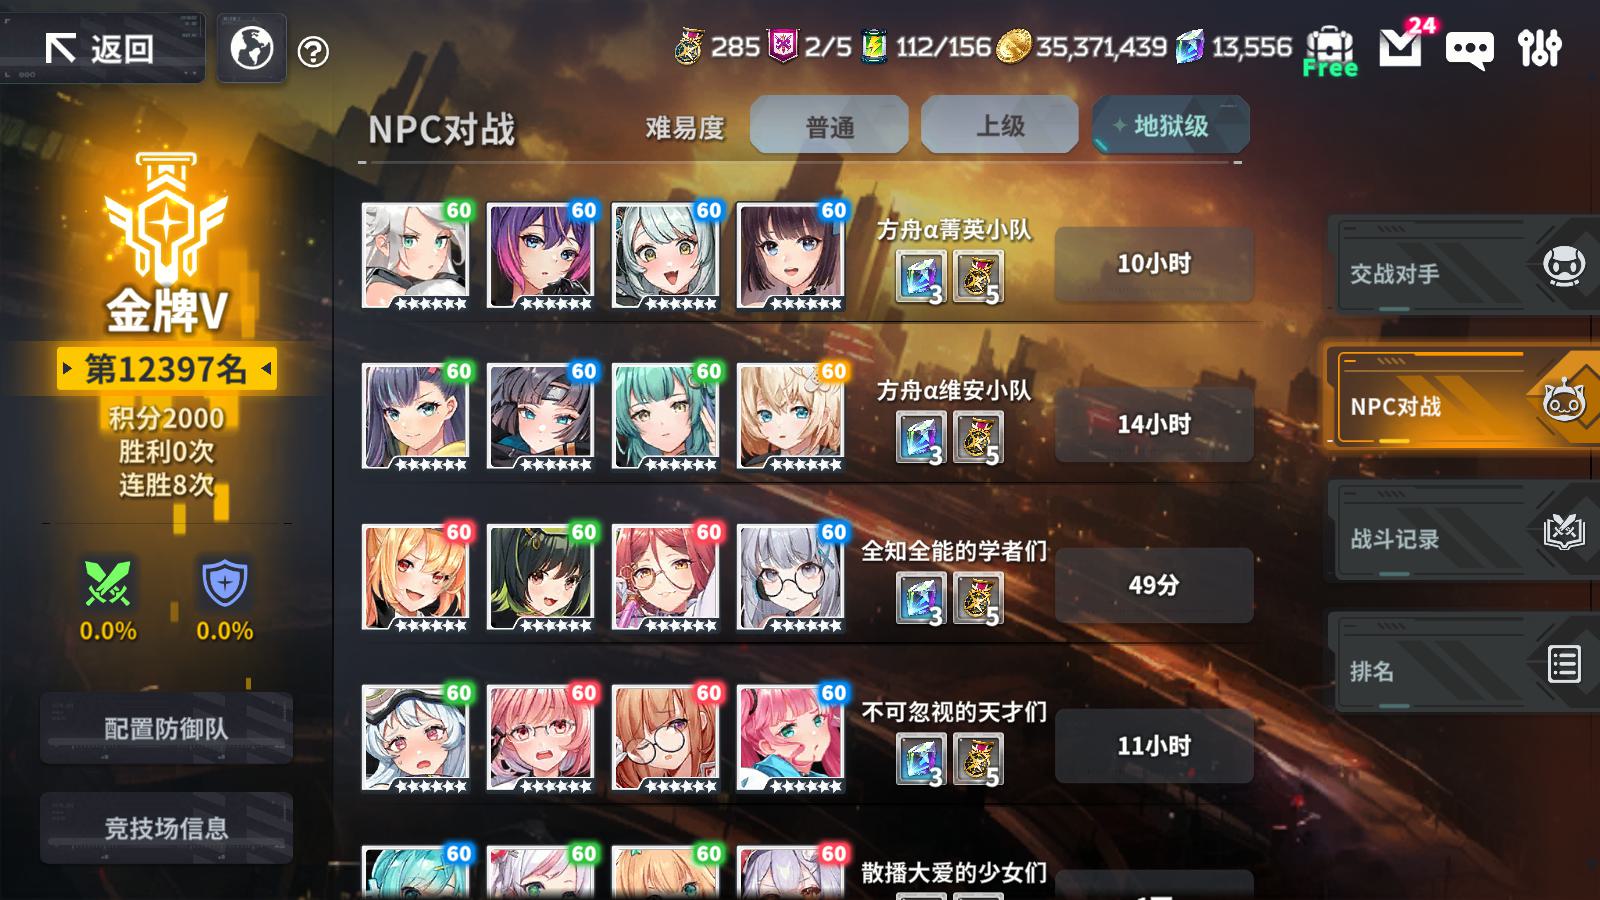 返回
285
2/5
112/156
35,371,439
13,556
Free
24
NPC对战
难易度
普通
上级
地狱级
金牌V
第12397名
积分2000
胜利0次
连胜8次
0.0%
0.0%
配置防御队
竞技场信息
60
60
60
60
方舟α菁英小队
3
5
10小时
60
60
60
60
方舟α维安小队
3
5
14小时
60
60
60
60
全知全能的学者们
3
5
49分
60
60
60
60
不可忽视的天才们
3
5
11小时
60
60
60
60
散播大爱的少女们
交战对手
NPC对战
战斗记录
排名